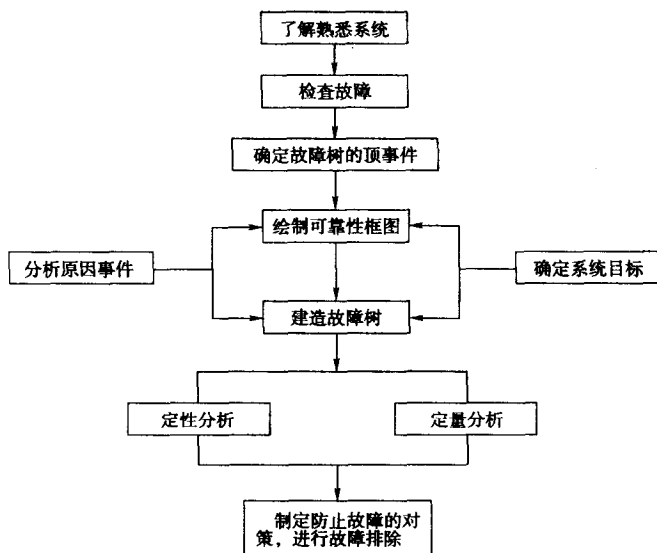 了解熟悉系统
检查故障
确定故障树的顶事件
绘制可靠性框图
分析原因事件
确定系统目标
建造故障树
定性分析
定量分析
制定防止故障的对
策，进行故障排除